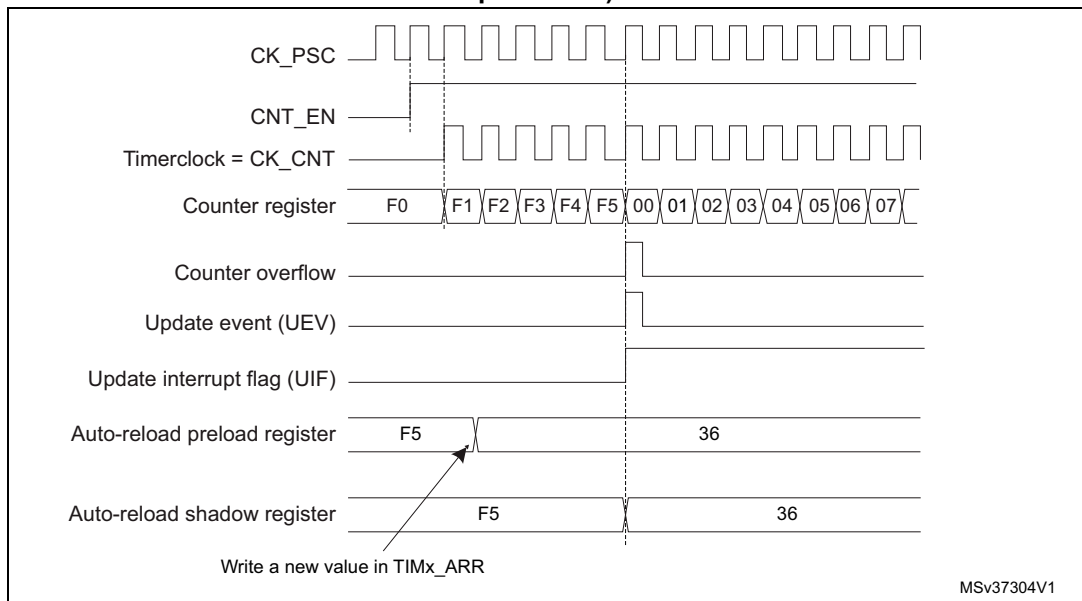 CK_PSC
CNT_EN
Timerclock = CK_CNT
Counter register F0 F1 F2 F3 F4 F5 00 01 02 03 04 05 06 07
Counter overflow
Update event (UEV)
Update interrupt flag (UIF)
Auto-reload preload register F5 36
Auto-reload shadow register F5 36
Write a new value in TIMx_ARR
MSv37304V1